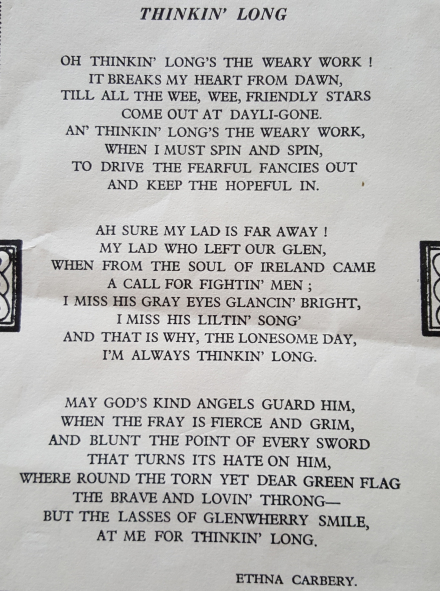 THINKIN' LONG
OH THINKIN' LONG'S THE WEARY WORK !
IT BREAKS MY HEART FROM DAWN,
TILL ALL THE WEE, WEE, FRIENDLY STARS
COME OUT AT DAYLI-GONE.
AN' THINKIN' LONG'S THE WEARY WORK,
WHEN I MUST SPIN AND SPIN,
TO DRIVE THE FEARFUL FANCIES OUT
AND KEEP THE HOPEFUL IN.
AH SURE MY LAD IS FAR AWAY !
MY LAD WHO LEFT OUR GLEN,
WHEN FROM THE SOUL OF IRELAND CAME
A CALL FOR FIGHTIN' MEN ;
I MISS HIS GRAY EYES GLANCIN' BRIGHT,
I MISS HIS LILTIN' SONG'
AND THAT IS WHY, THE LONESOME DAY,
I'M ALWAYS THINKIN' LONG.
MAY GOD'S KIND ANGELS GUARD HIM,
WHEN THE FRAY IS FIERCE AND GRIM,
AND BLUNT THE POINT OF EVERY SWORD
THAT TURNS ITS HATE ON HIM,
WHERE ROUND THE TORN YET DEAR GREEN FLAG
THE BRAVE AND LOVIN' THRONG—
BUT THE LASSES OF GLENWHERRY SMILE,
AT ME FOR THINKIN' LONG.
ETHNA CARBERY.